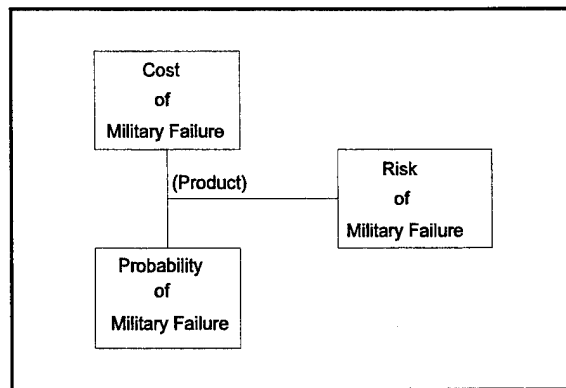 Cost
of
Military Failure
(Product)
Risk
of
Military Failure
Probability
of
Military Failure